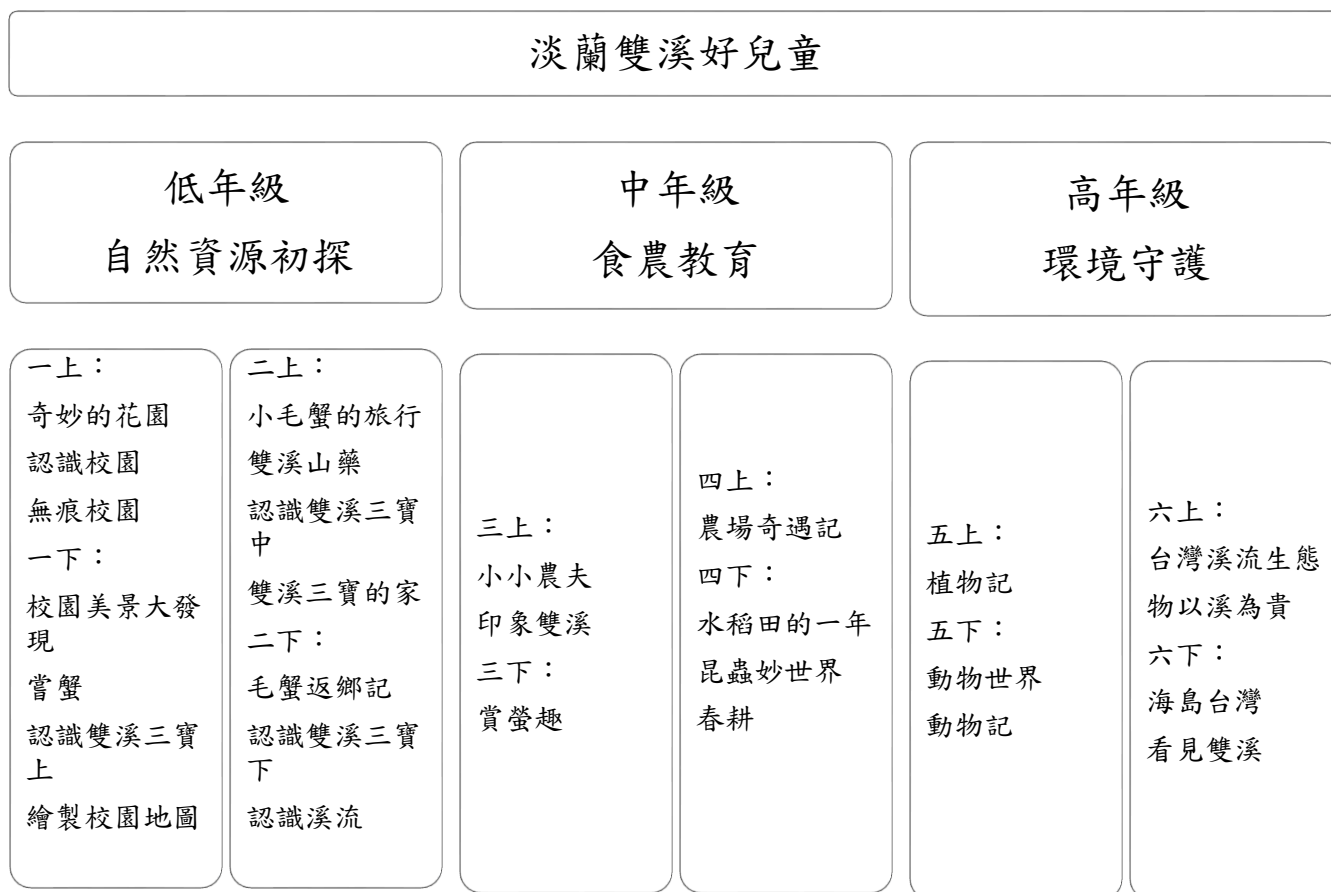 淡蘭雙溪好兒童
低年級
自然資源初探
中年級
食農教育
高年級
環境守護
一上：
奇妙的花園
認識校園
無痕校園
一下：
校園美景大發
現
嘗蟹
認識雙溪三寶
上
繪製校園地圖
二上：
小毛蟹的旅行
雙溪山藥
認識雙溪三寶
中
雙溪三寶的家
二下：
毛蟹返鄉記
認識雙溪三寶
下
認識溪流
三上：
小小農夫
印象雙溪
三下：
賞螢趣
四上：
農場奇遇記
四下：
水稻田的一年
昆蟲妙世界
春耕
五上：
植物記
五下：
動物世界
動物記
六上：
台灣溪流生態
物以溪為貴
六下：
海島台灣
看見雙溪